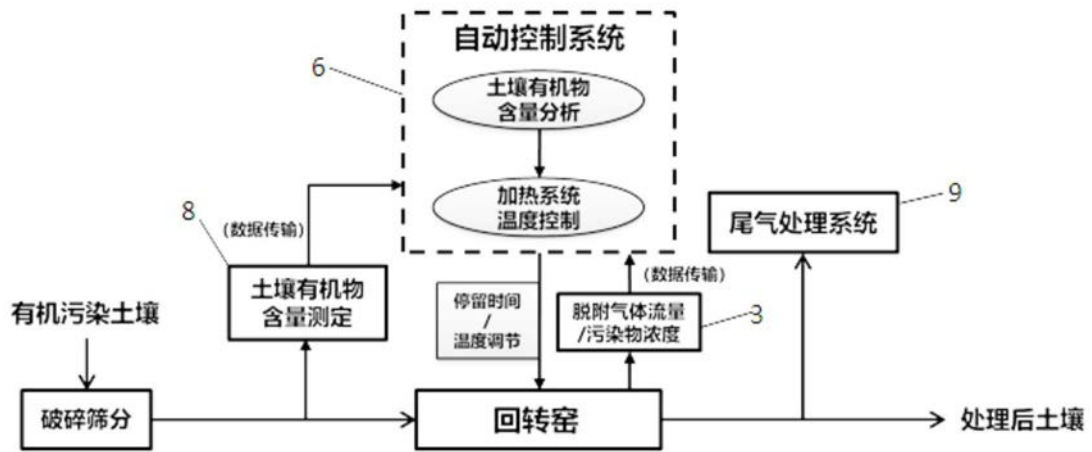 自动控制系统
6
土壤有机物
含量分析
加热系统
温度控制
8
(数据传输)
土壤有机物
含量测定
9
尾气处理系统
有机污染土壤
停留时间
/
温度调节
(数据传输)
脱附气体流量
/污染物浓度
3
破碎筛分
回转窑
处理后土壤